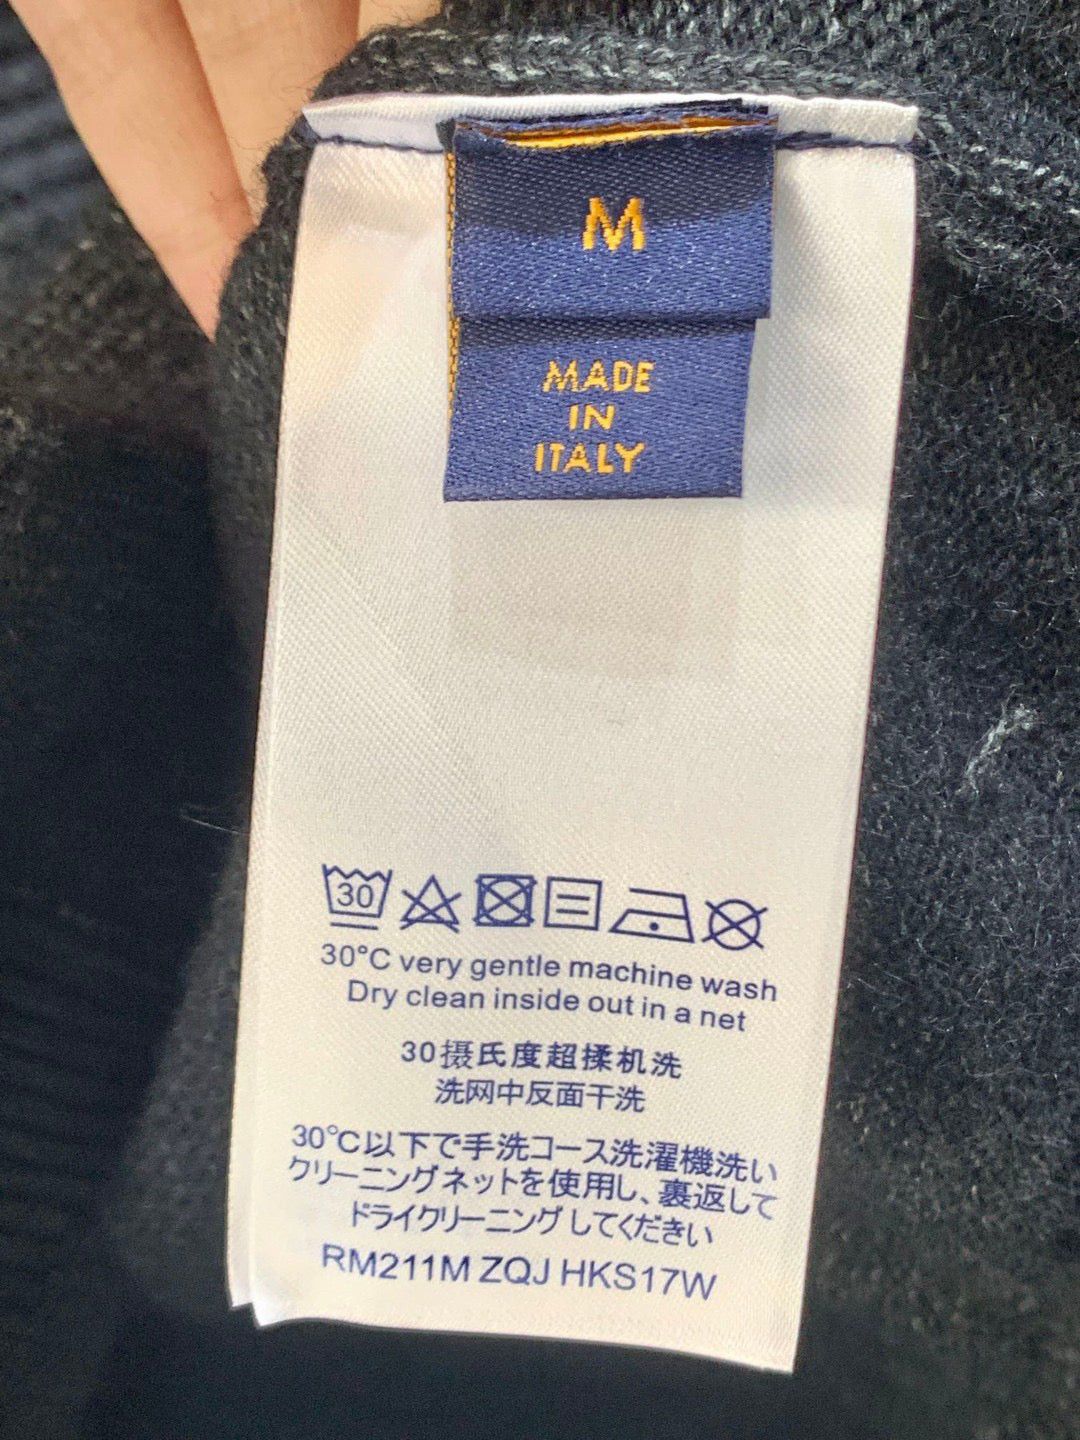 M
MADE
IN
ITALY
30
30°C very gentle machine wash
Dry clean inside out in a net
30摄氏度超揉机洗
洗网中反面干洗
30℃以下で手洗コース洗濯機洗い
クリーニングネットを使用し、裏返して
ドライクリーニングしてください
RM211M ZQJ HKS17W